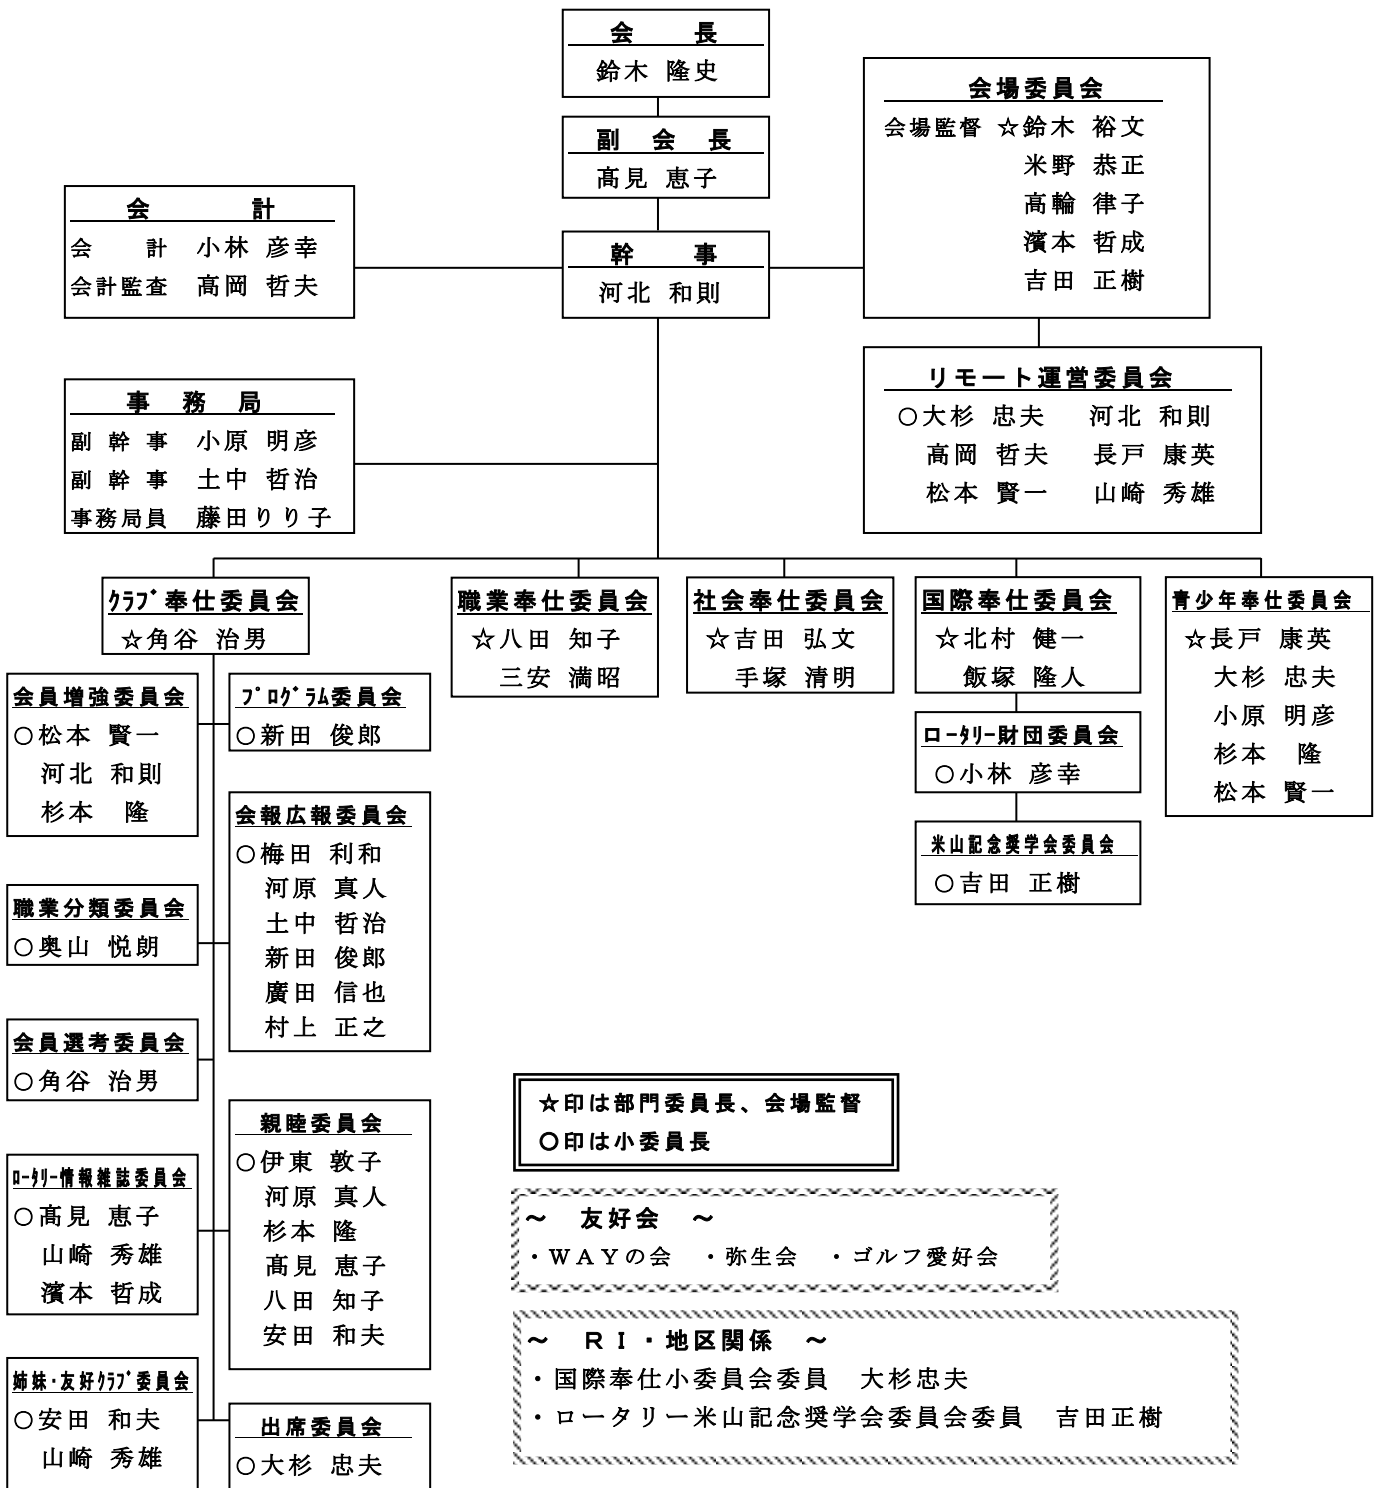 会長
鈴木 隆史
副会長
髙見 恵子
幹事
河北 和則
会場委員会
会場監督 ☆鈴木 裕文
米野 恭正
高輪 律子
濱本 哲成
吉田 正樹
会計
会計 小林 彦幸
会計監査 高岡 哲夫
リモート運営委員会
○大杉 忠夫 河北 和則
高岡 哲夫 長戸 康英
松本 賢一 山崎 秀雄
事務局
副幹事 小原 明彦
副幹事 土中 哲治
事務局員 藤田りり子
ｸﾗﾌﾞ奉仕委員会
☆角谷 治男
職業奉仕委員会
☆八田 知子
三安 満昭
社会奉仕委員会
☆吉田 弘文
手塚 清明
国際奉仕委員会
☆北村 健一
飯塚 隆人
青少年奉仕委員会
☆長戸 康英
大杉 忠夫
小原 明彦
杉本 隆
松本 賢一
ﾛｰﾀﾘｰ財団委員会
○小林 彦幸
米山記念奨学会委員会
○吉田 正樹
会員増強委員会
○松本 賢一
河北 和則
杉本 隆
ﾌﾟﾛｸﾞﾗﾑ委員会
○新田 俊郎
会報広報委員会
○梅田 利和
河原 真人
土中 哲治
新田 俊郎
廣田 信也
村上 正之
職業分類委員会
○奥山 悦朗
会員選考委員会
○角谷 治男
親睦委員会
○伊東 敦子
河原 真人
杉本 隆
髙見 恵子
八田 知子
安田 和夫
ﾛｰﾀﾘｰ情報雑誌委員会
○髙見 恵子
山崎 秀雄
濱本 哲成
姉妹・友好ｸﾗﾌﾞ委員会
○安田 和夫
山崎 秀雄
出席委員会
○大杉 忠夫
☆印は部門委員長、会場監督
○印は小委員長
～ 友好会 ～
・ＷＡＹの会 ・弥生会 ・ゴルフ愛好会
～ ＲＩ・地区関係 ～
・国際奉仕小委員会委員 大杉忠夫
・ロータリー米山記念奨学会委員会委員 吉田正樹